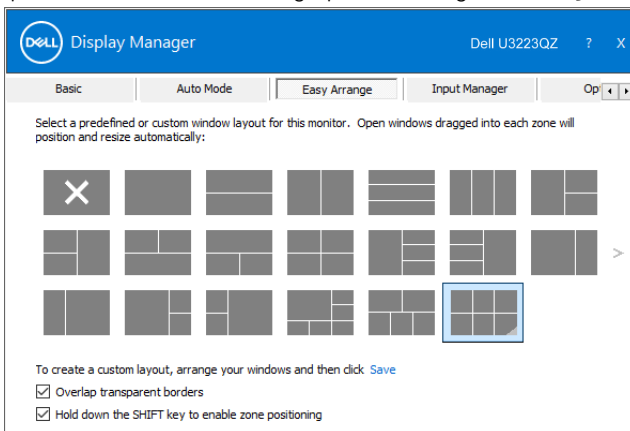 DELL Display Manager Dell U3223QZ ? X
Basic Auto Mode Easy Arrange Input Manager Op
Select a predefined or custom window layout for this monitor. Open windows dragged into each zone will
position and resize automatically:
To create a custom layout, arrange your windows and then click Save
Overlap transparent borders
Hold down the SHIFT key to enable zone positioning